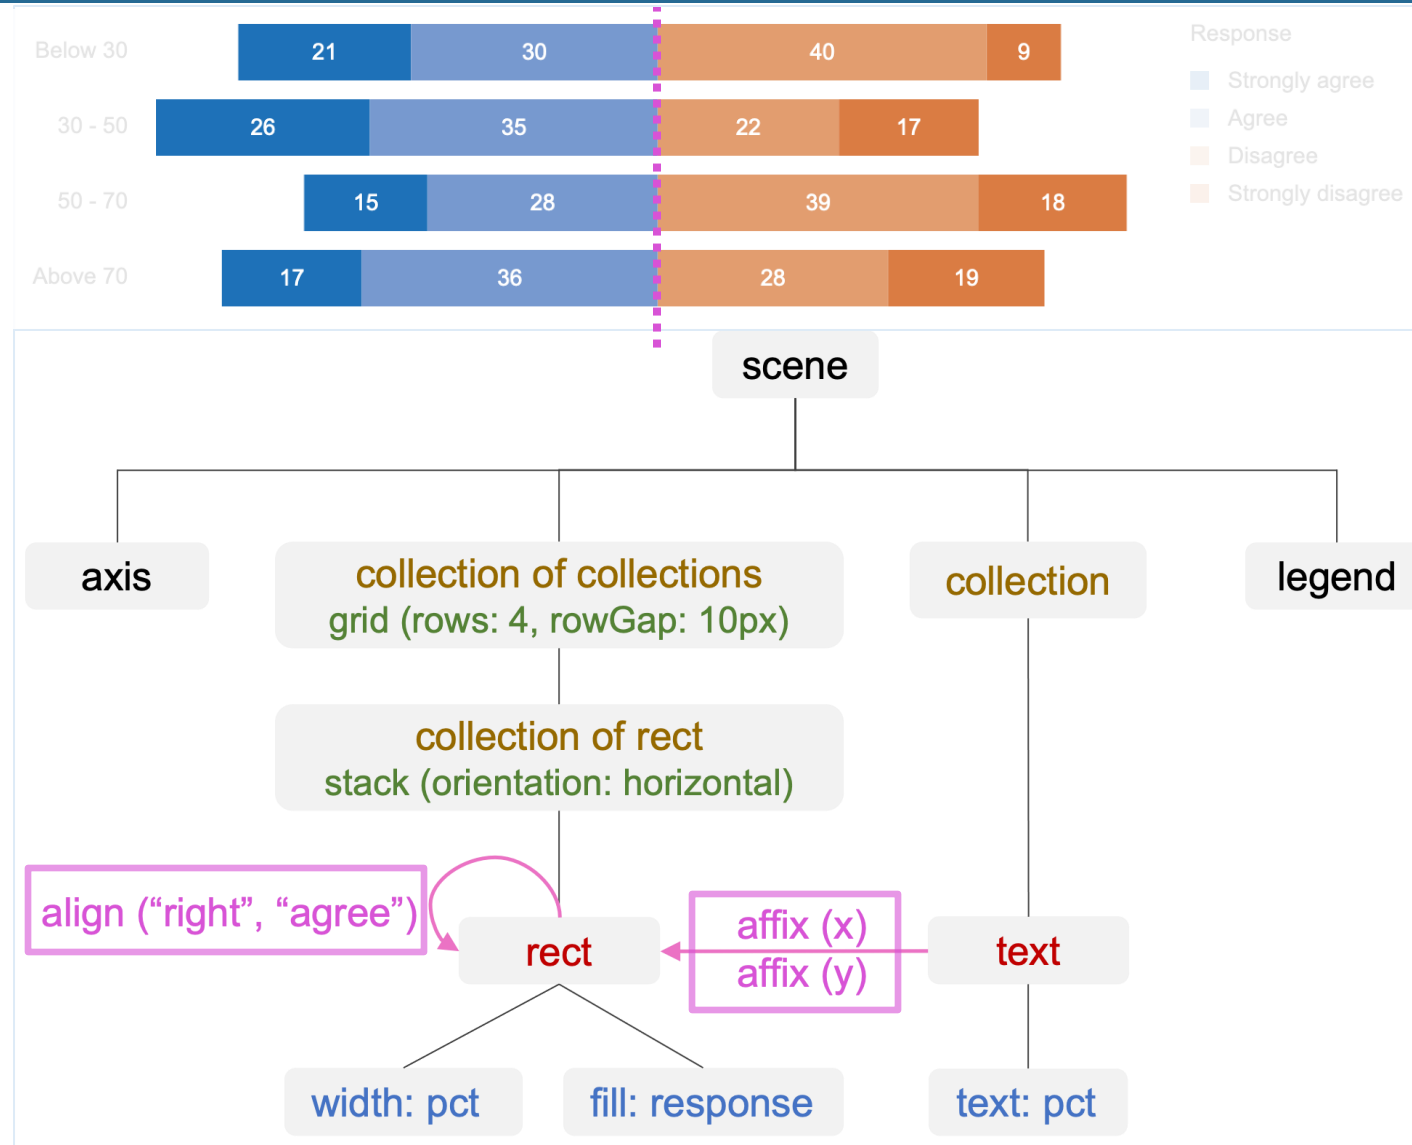 Below 30
21
30
40
9
30 - 50
26
35
22
17
50 - 70
15
28
39
18
Above 70
17
36
28
19
Response
Strongly agree
Agree
Disagree
Strongly disagree
scene
axis
collection of collections
grid (rows: 4, rowGap: 10px)
collection
legend
collection of rect
stack (orientation: horizontal)
align (“right”, “agree”)
rect
affix (x)
affix (y)
text
width: pct
fill: response
text: pct